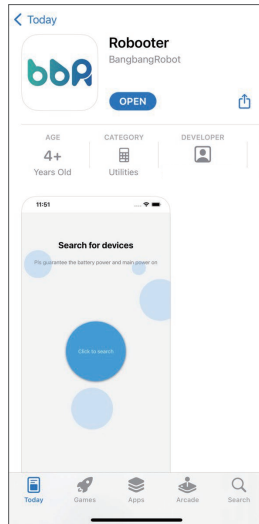 Today
bbR
Robooter
BangbangRobot
OPEN
AGE
CATEGORY
DEVELOPER
4+
Years Old
Utilities
11:51
Search for devices
Pls guarantee the battery power and main power on
Click to search
Today
Games
Apps
Arcade
Search